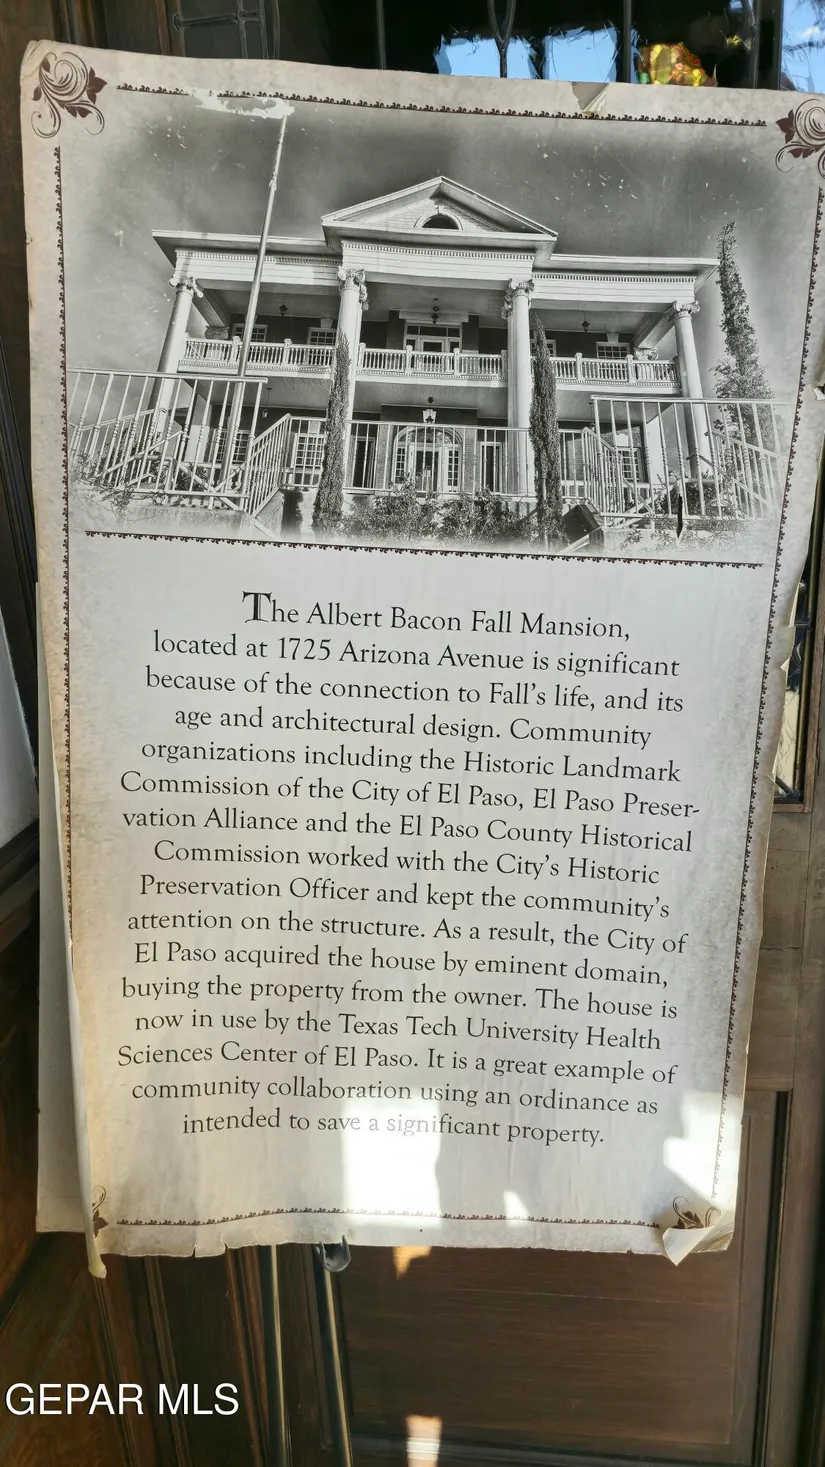 The Albert Bacon Fall Mansion,
located at 1725 Arizona Avenue is significant
because of the connection to Fall's life, and its
age and architectural design. Community
organizations including the Historic Landmark
Commission of the City of El Paso, El Paso Preser-
vation Alliance and the El Paso County Historical
Commission worked with the City's Historic
Preservation Officer and kept the community's
attention on the structure. As a result, the City of
El Paso acquired the house by eminent domain,
buying the property from the owner. The house is
now in use by the Texas Tech University Health
Sciences Center of El Paso. It is a great example of
community collaboration using an ordinance as
intended to save a significant property.
GEPAR MLS